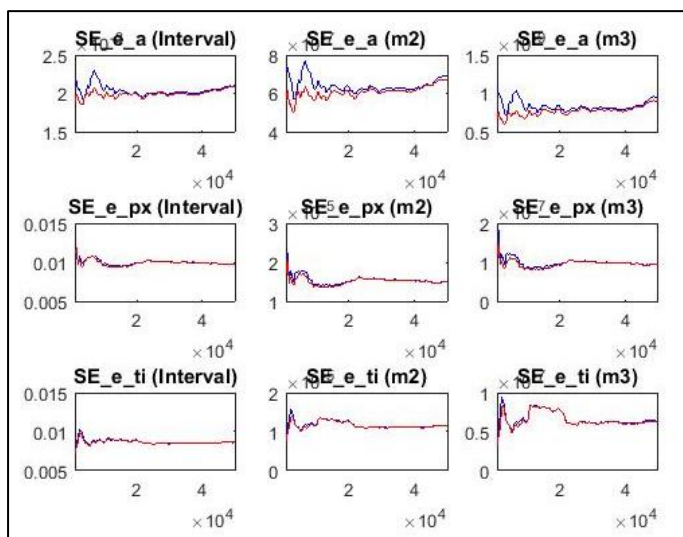 SE_e_a (Interval) SE_e_a (m2) SE_e_a (m3)
2.5 8 1.5
2 6 1
1.5 4 0.5
2 4 2 4 2 4
× 10^4 × 10^4 × 10^4
SE_e_px (Interval) SE_e_px (m2) SE_e_px (m3)
0.015 3 2
0.01 2 1
0.005 1 0
2 4 2 4 2 4
× 10^4 × 10^4 × 10^4
SE_e_ti (Interval) SE_e_ti (m2) SE_e_ti (m3)
0.015 2 1
0.01 1 0.5
0.005 0 0
2 4 2 4 2 4
× 10^4 × 10^4 × 10^4